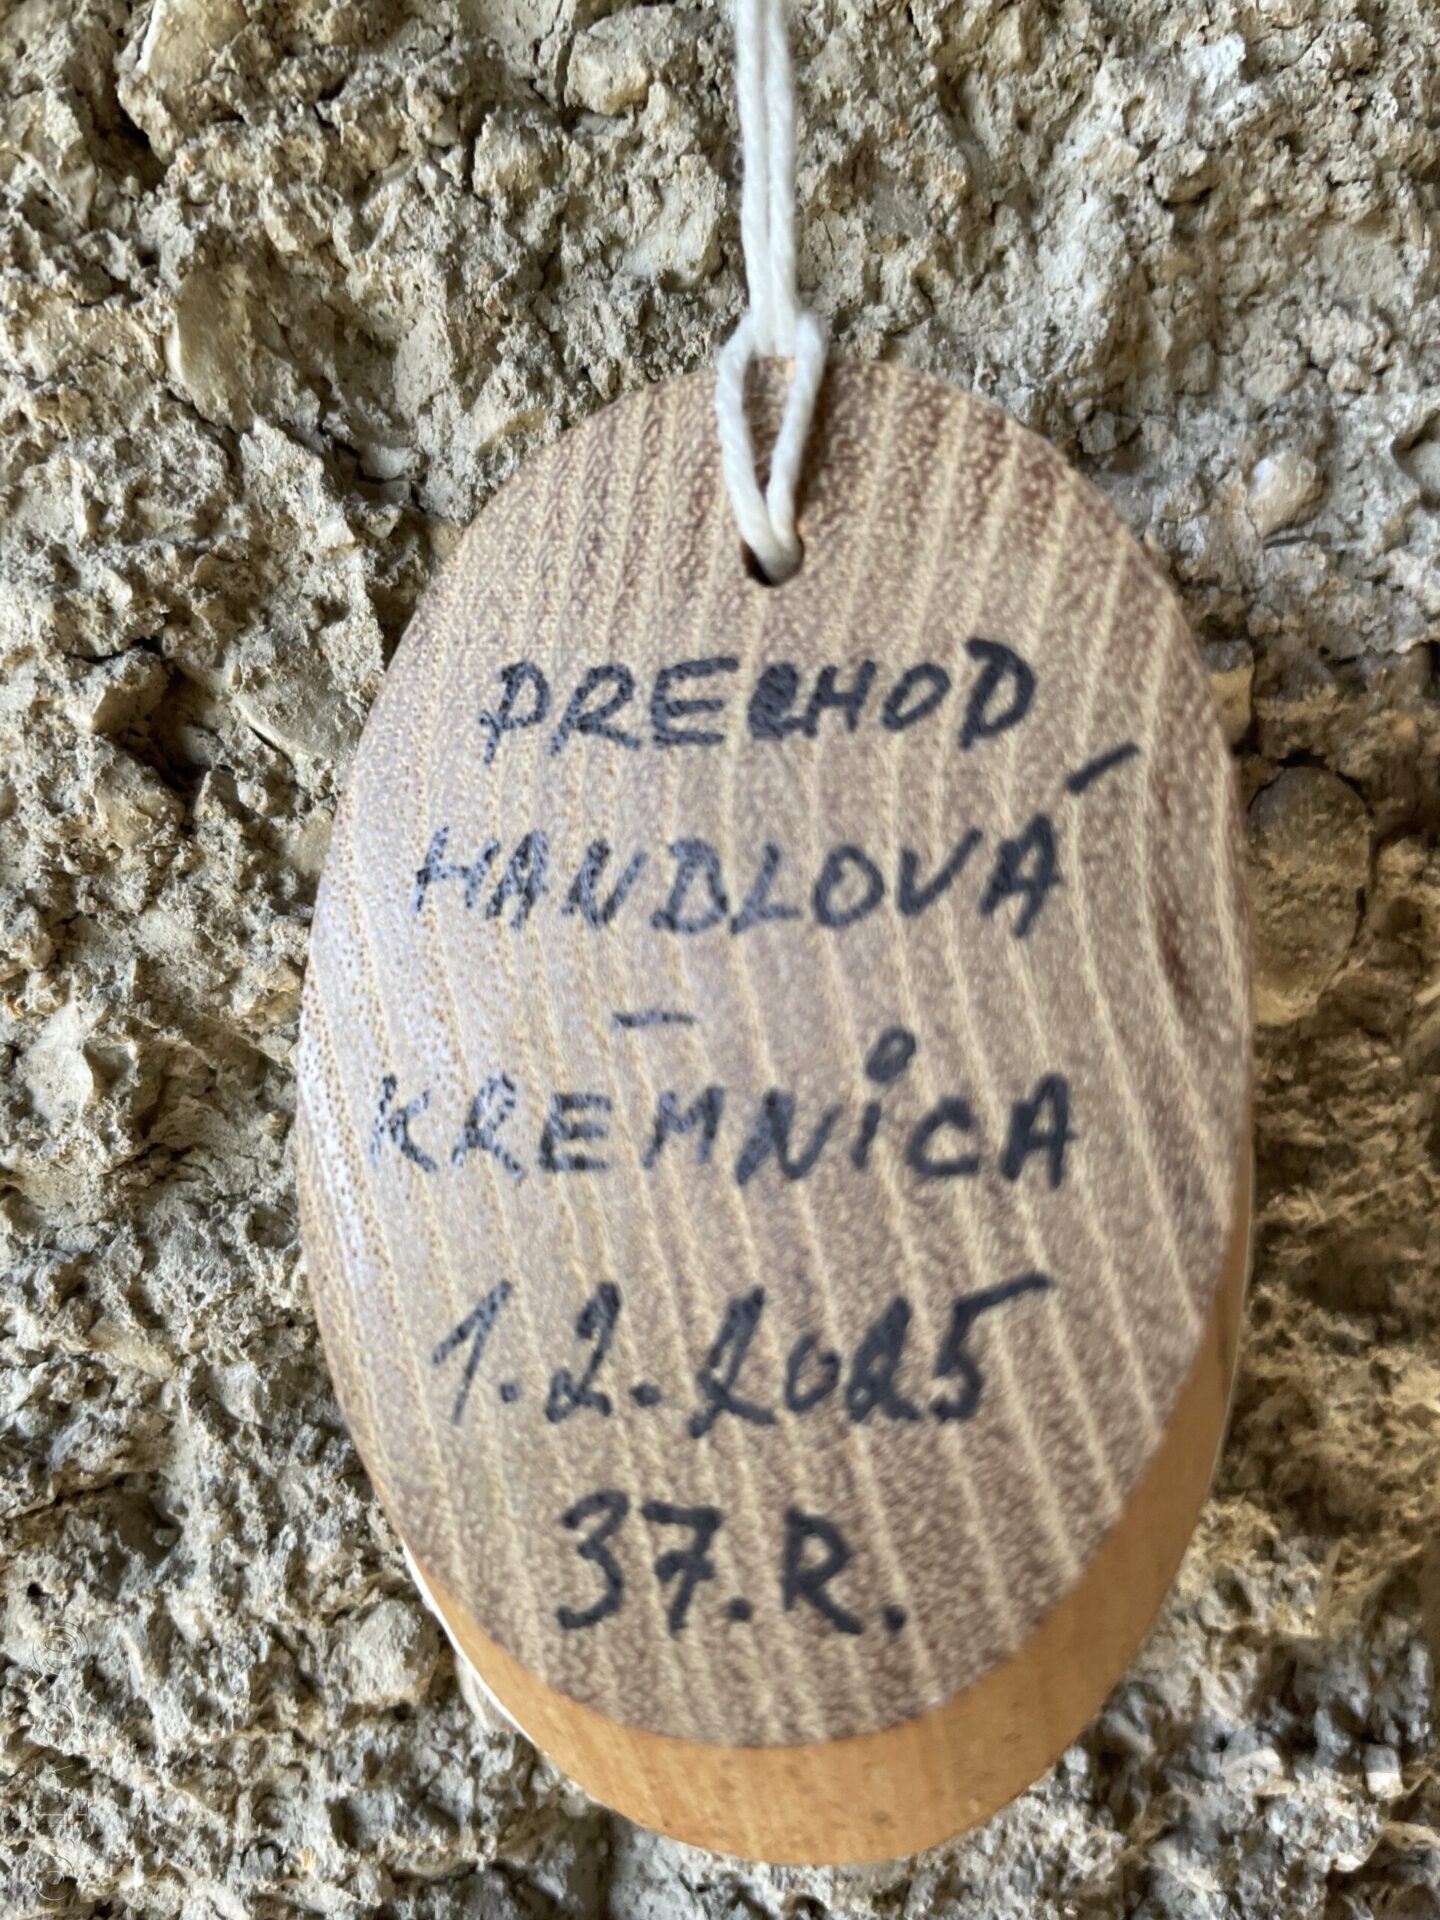 PRECHOD
HANDLOVÁ
-
KREMNiCA
1.2.2025
37.R.